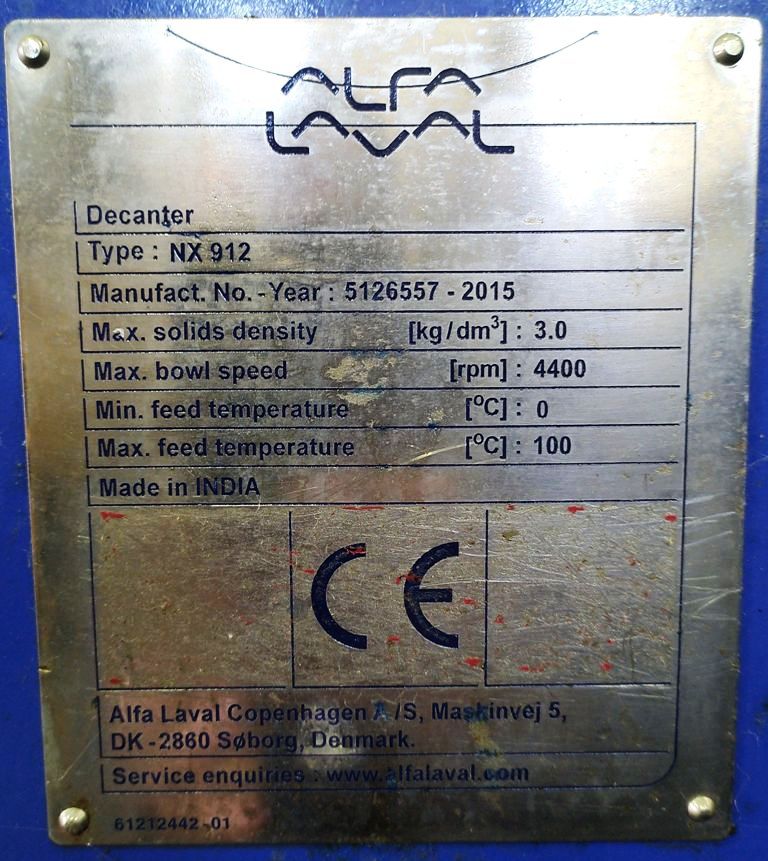 ALFA
LAVAL
Decanter
Type : NX 912
Manufact. No. - Year : 5126557 - 2015
Max. solids density [kg/dm³] : 3.0
Max. bowl speed [rpm] : 4400
Min. feed temperature [°C] : 0
Max. feed temperature [°C] : 100
Made in INDIA
CE
Alfa Laval Copenhagen A/S, Maskinvej 5,
DK-2860 Søborg, Denmark.
Service enquiries : www.alfalaval.com
61212442-01